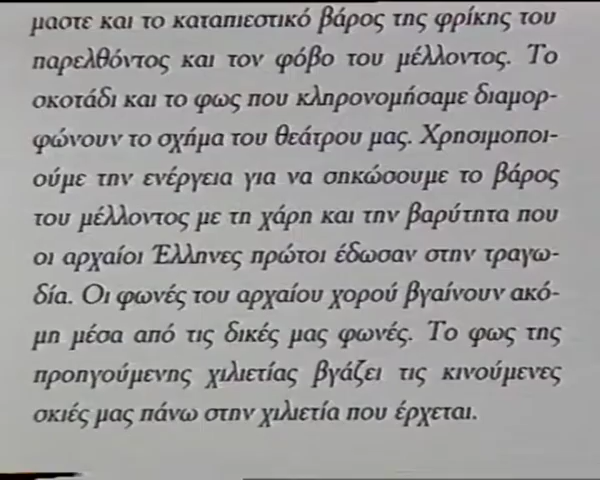 μαστε και το καταπιεστικό βάρος της φρίκης του
παρελθόντος και τον φόβο του μέλλοντος. Το
σκοτάδι και το φως που κληρονομήσαμε διαμορ-
φώνουν το σχήμα του θεάτρου μας. Χρησιμοποι-
ούμε την ενέργεια για να σηκώσουμε το βάρος
του μέλλοντος με τη χάρη και την βαρύτητα που
οι αρχαίοι Έλληνες πρώτοι έδωσαν στην τραγω-
δία. Οι φωνές του αρχαίου χορού βγαίνουν ακό-
μη μέσα από τις δικές μας φωνές. Το φως της
προηγούμενης χιλιετίας βγάζει τις κινούμενες
σκιές μας πάνω στην χιλιετία που έρχεται.